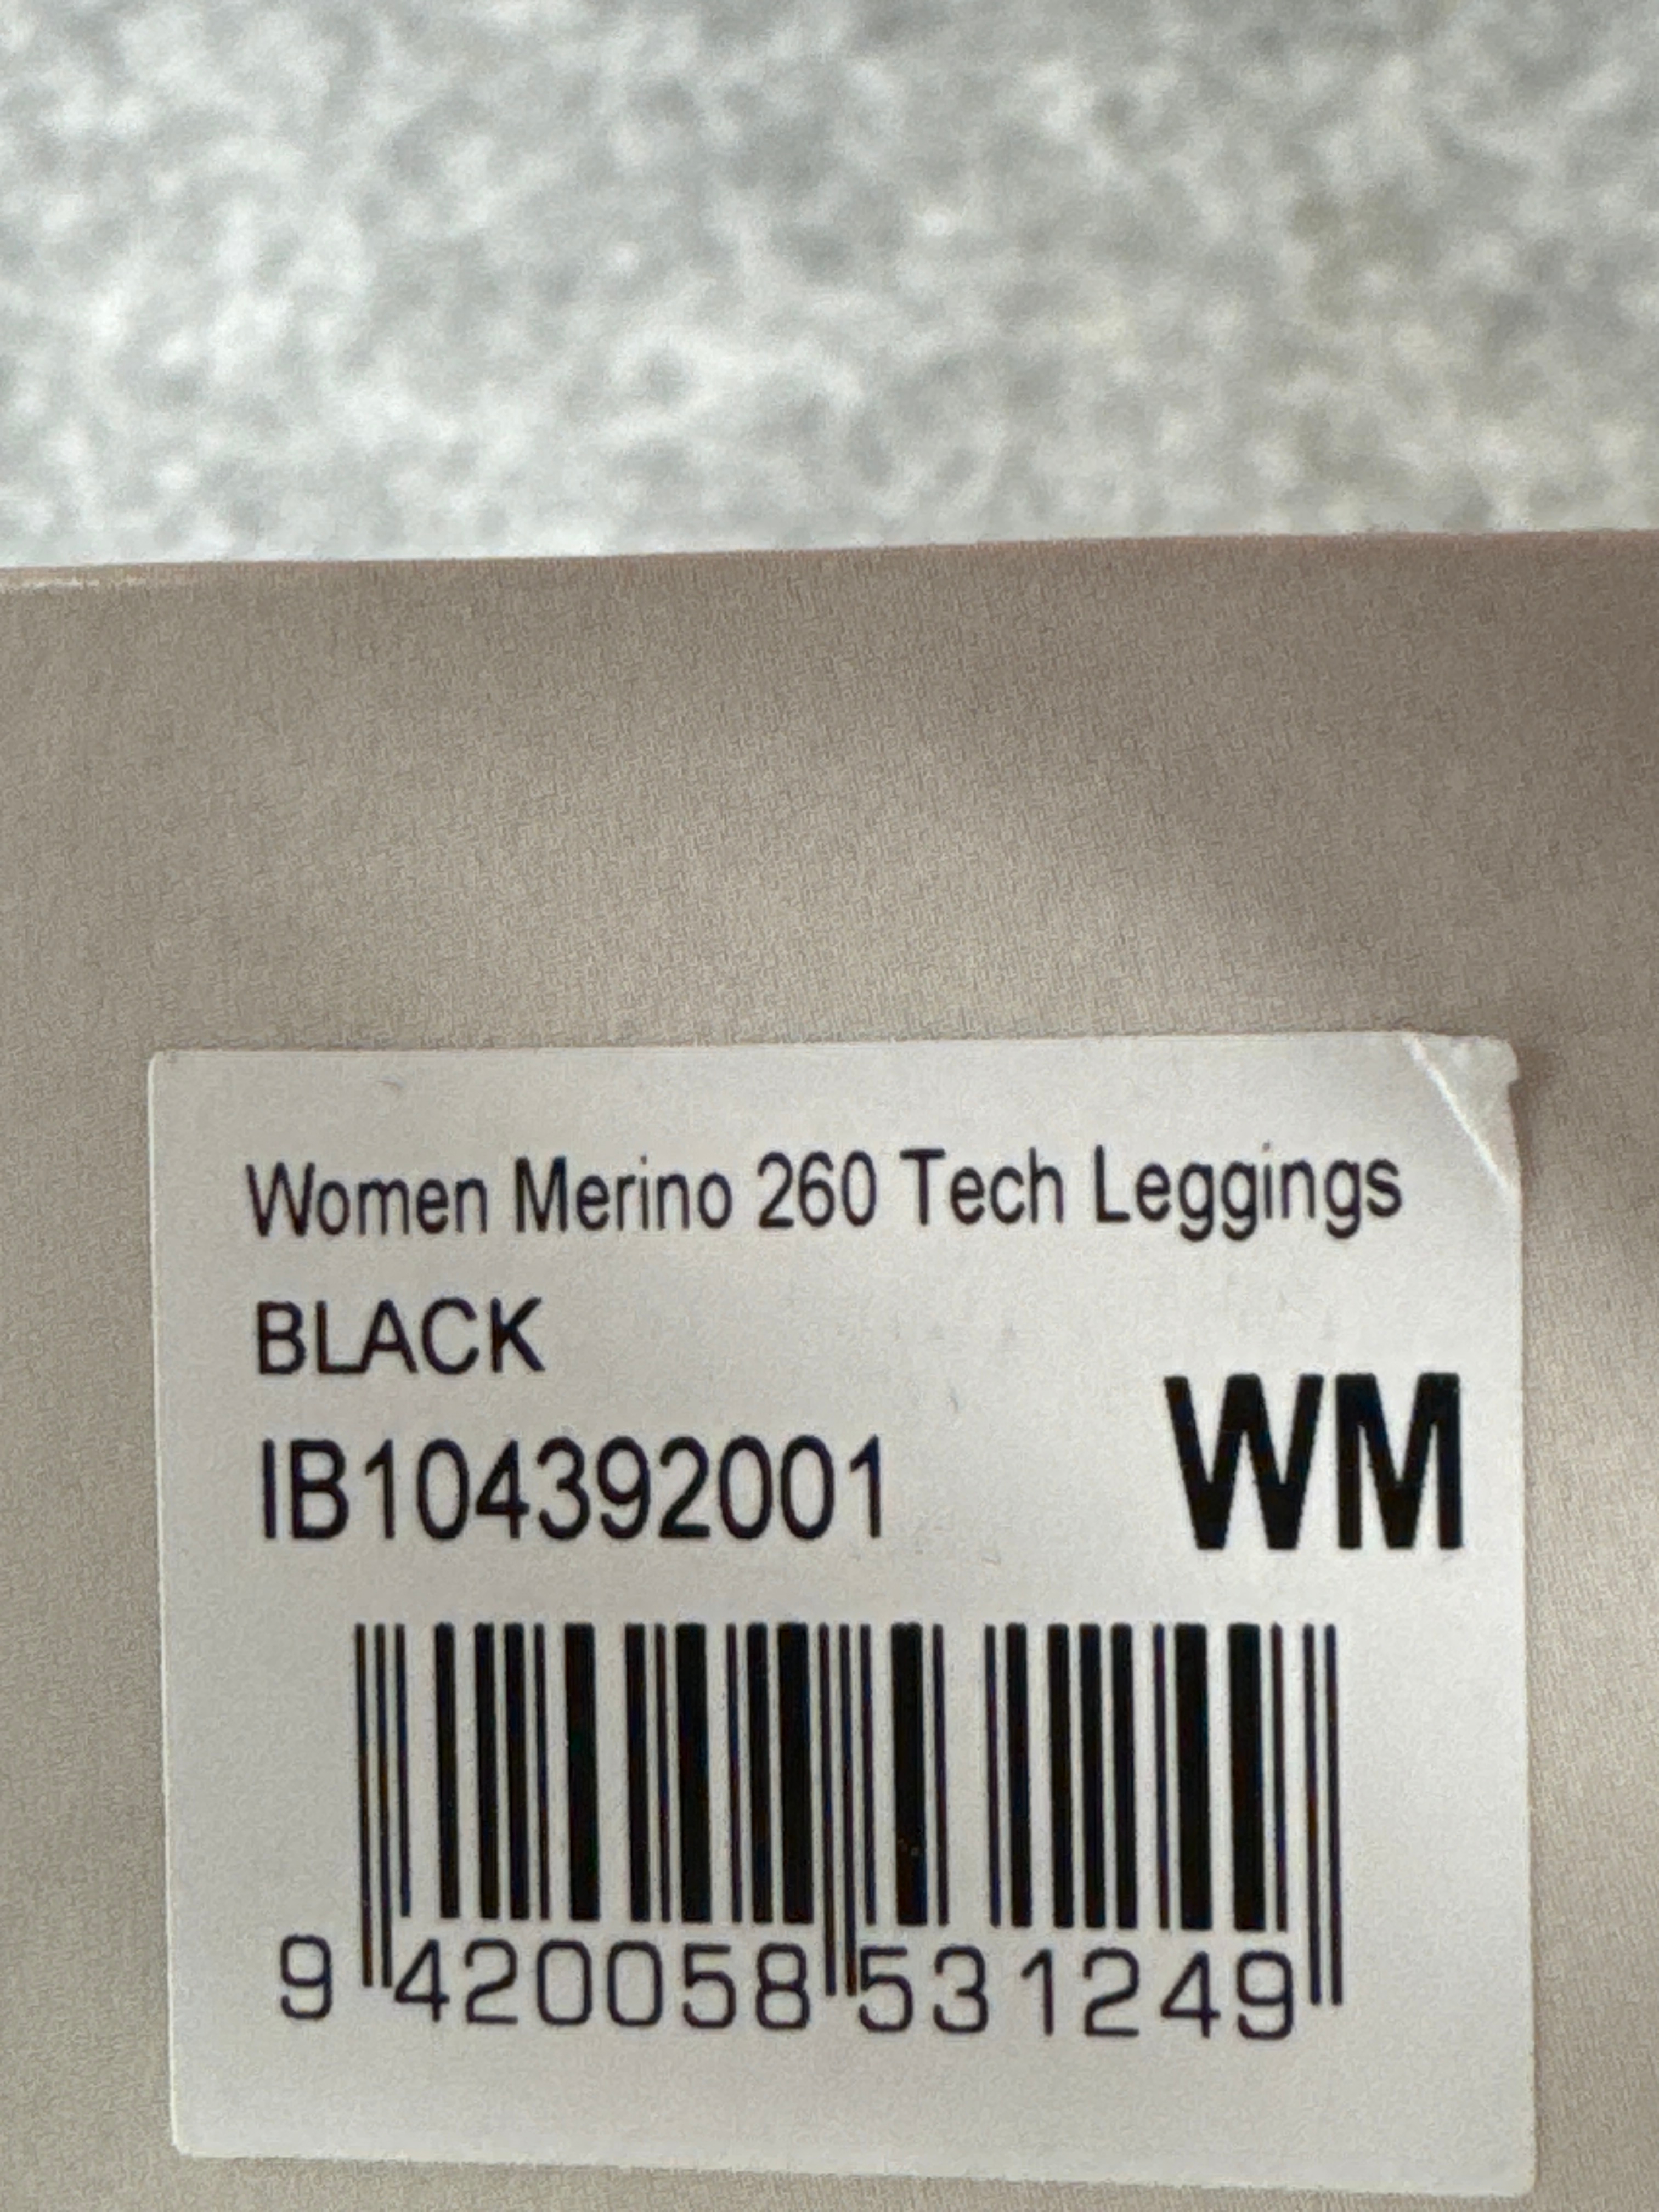 Women Merino 260 Tech Leggings
BLACK
IB104392001
WM
9 420058 531249